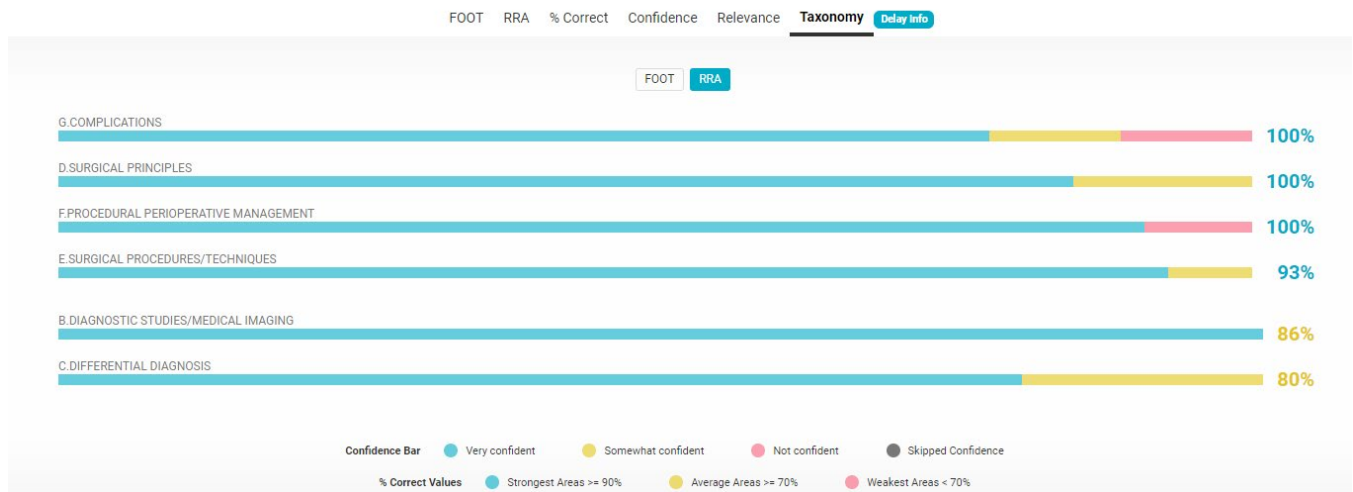 FOOT RRA % Correct Confidence Relevance Taxonomy Delay Info
FOOT RRA
G.COMPLICATIONS
100%
D.SURGICAL PRINCIPLES
100%
F.PROCEDURAL PERIOPERATIVE MANAGEMENT
100%
E.SURGICAL PROCEDURES/TECHNIQUES
93%
B.DIAGNOSTIC STUDIES/MEDICAL IMAGING
86%
C.DIFFERENTIAL DIAGNOSIS
80%
Confidence Bar Very confident Somewhat confident Not confident Skipped Confidence
% Correct Values Strongest Areas >= 90% Average Areas >= 70% Weakest Areas < 70%